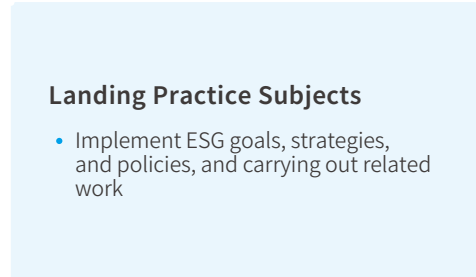 Landing Practice Subjects
• Implement ESG goals, strategies,
and policies, and carrying out related
work